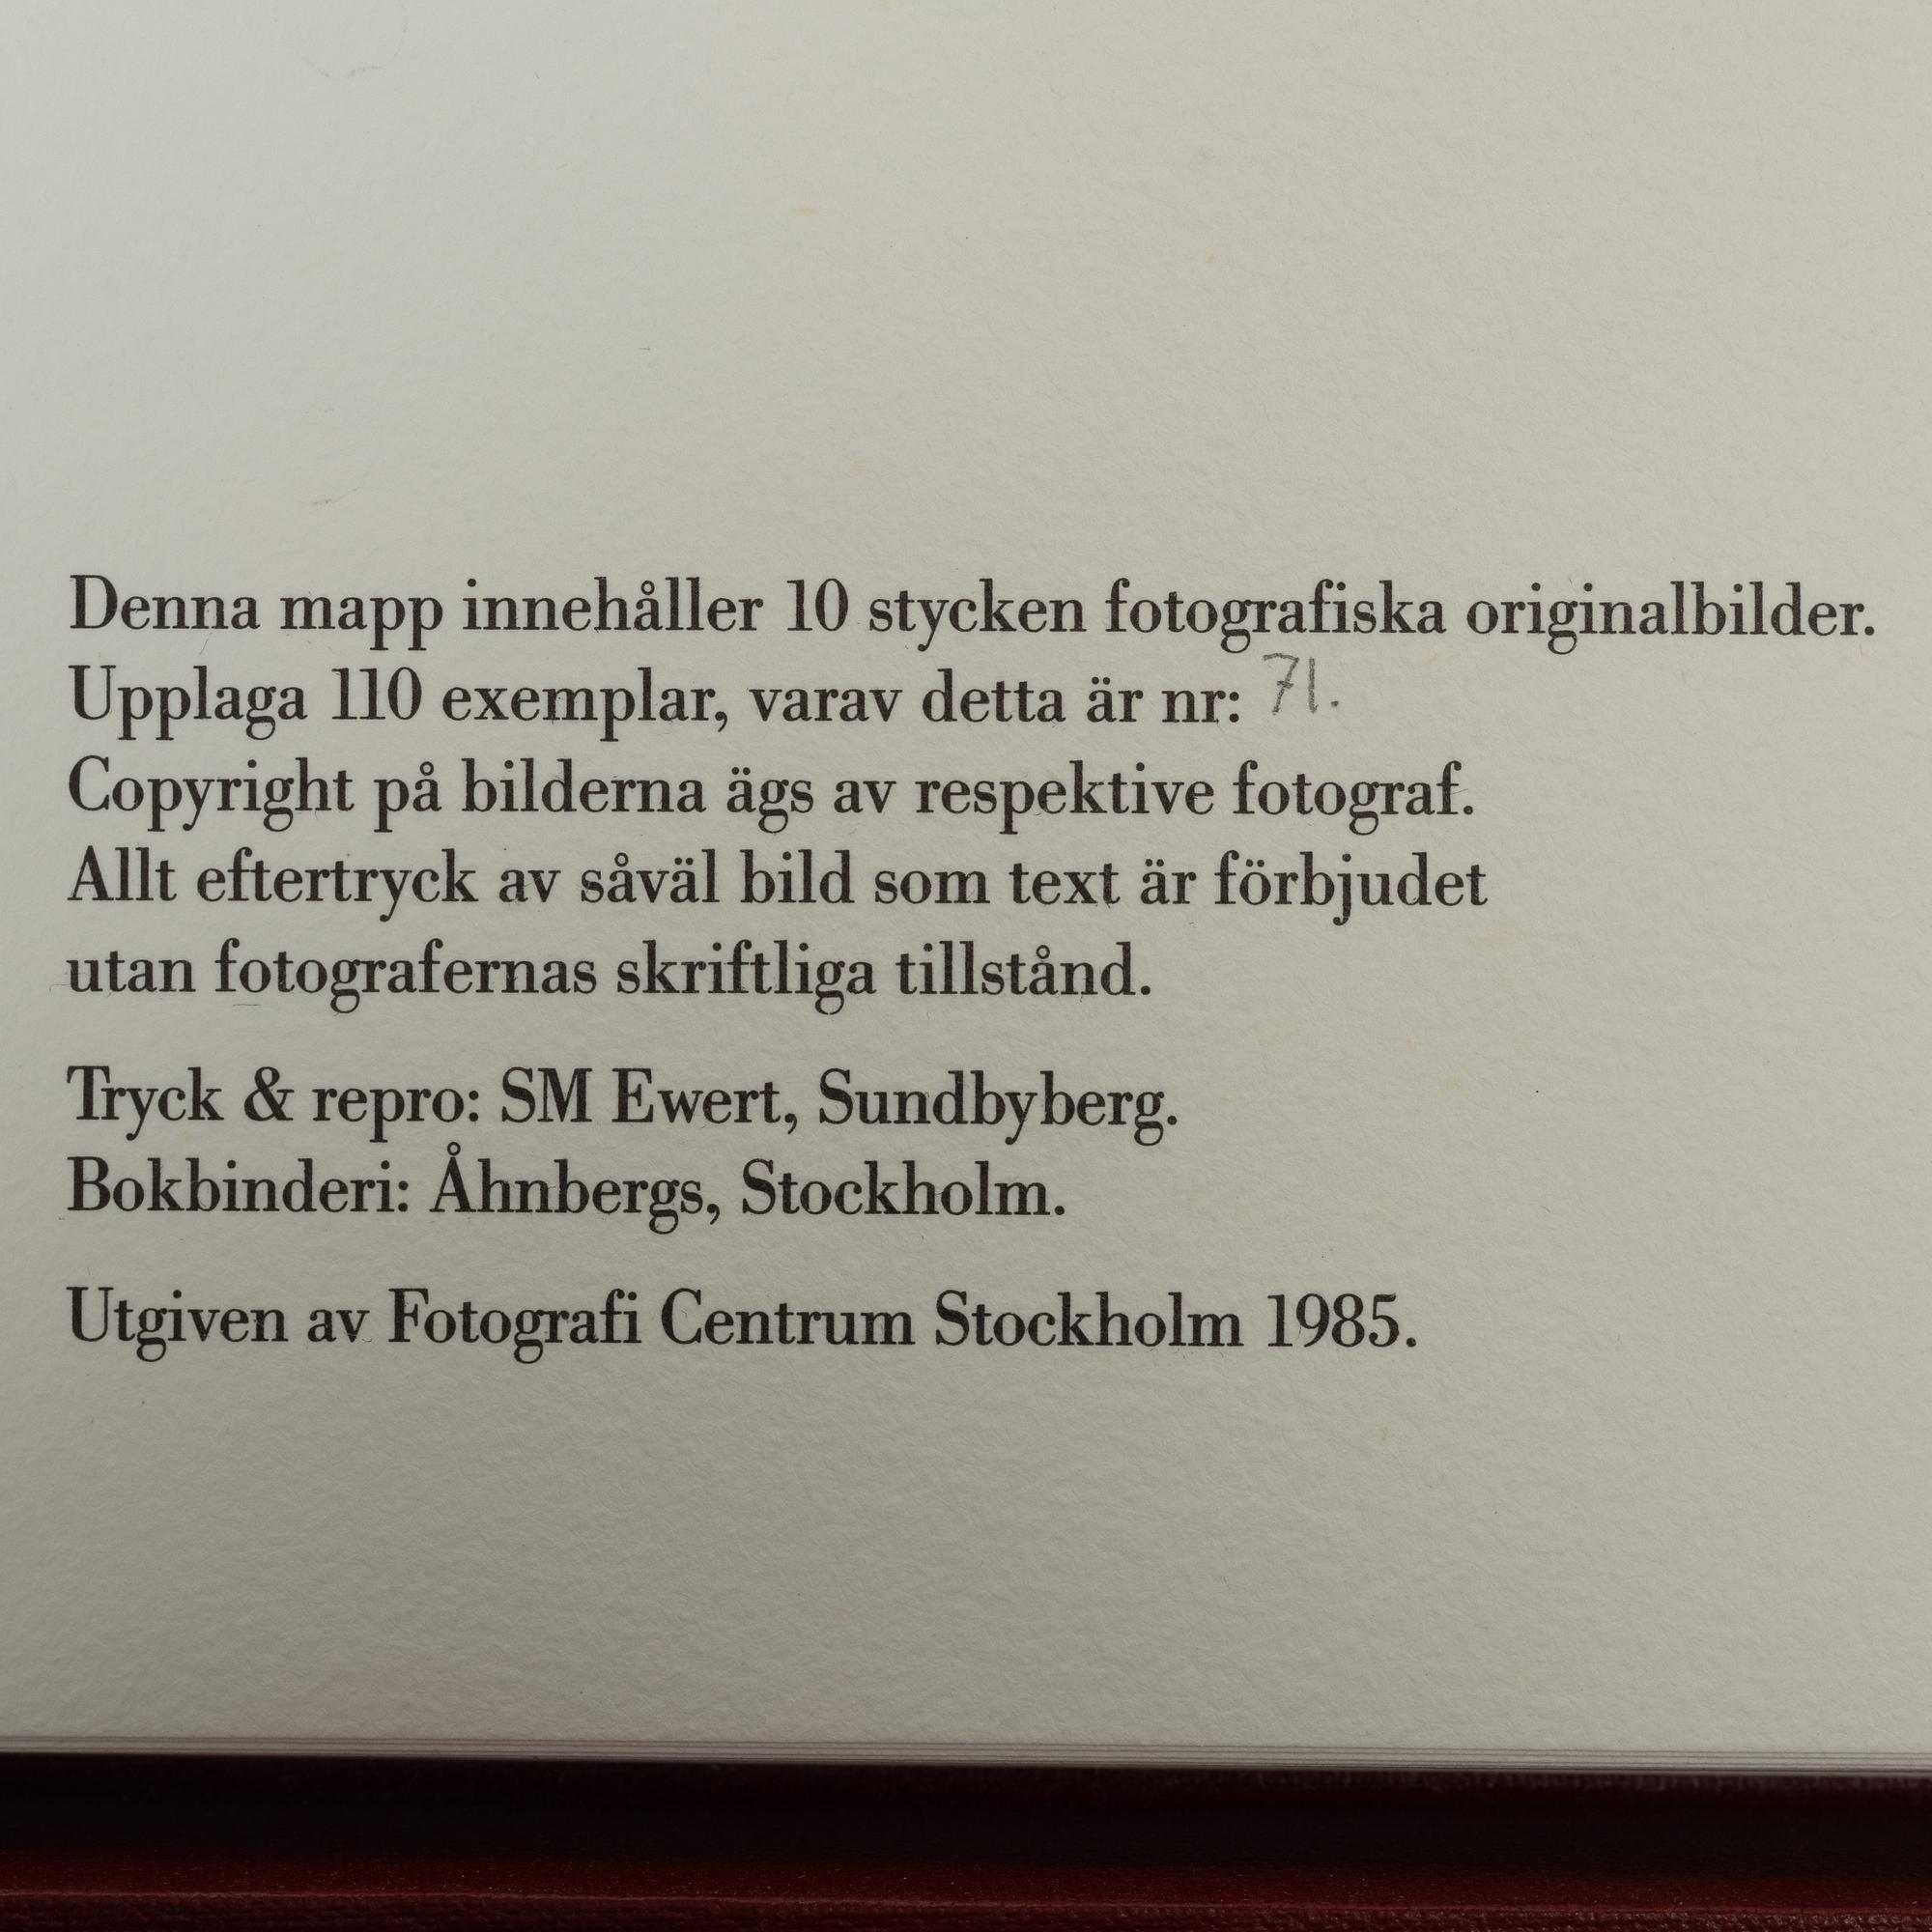 Denna mapp innehåller 10 stycken fotografiska originalbilder.
Upplaga 110 exemplar, varav detta är nr: 71.
Copyright på bilderna ägs av respektive fotograf.
Allt eftertryck av såväl bild som text är förbjudet
utan fotografernas skriftliga tillstånd.
Tryck & repro: SM Ewert, Sundbyberg.
Bokbinderi: Åhnbergs, Stockholm.
Utgiven av Fotografi Centrum Stockholm 1985.